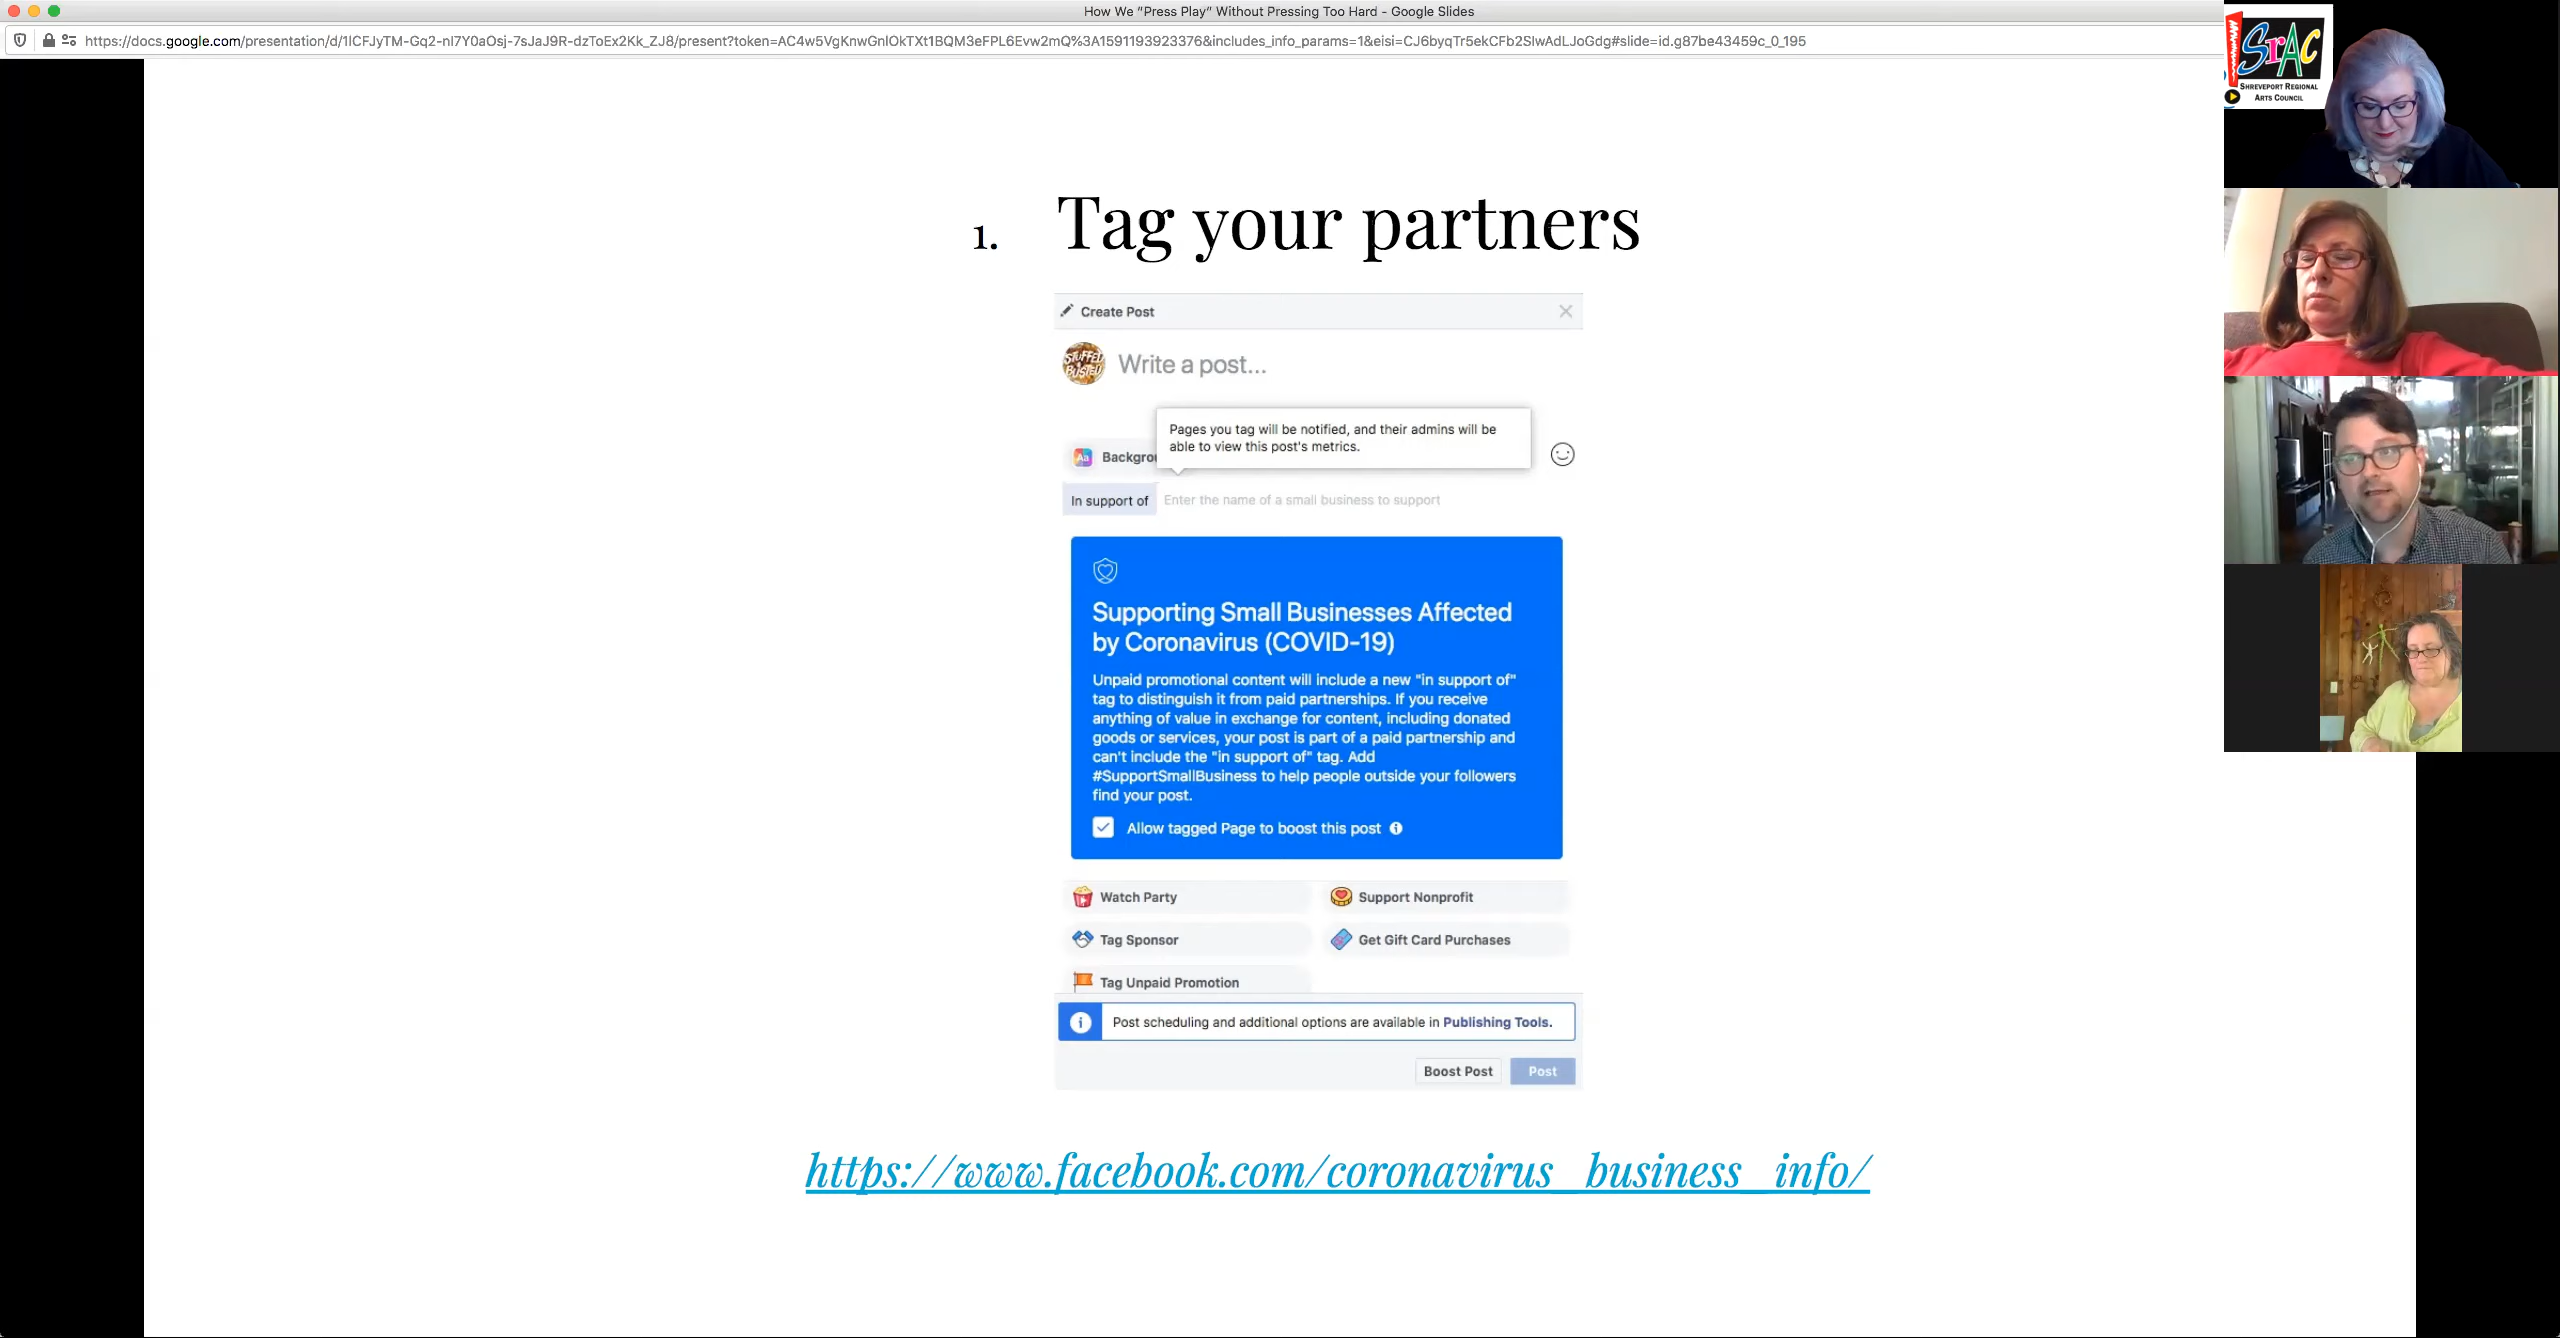 How We "Press Play" Without Pressing Too Hard - Google Slides
https://docs.google.com/presentation/d/1ICFJyTM-Gq2-nl7Y0aOsj-7sJaJ9R-dzToEx2Kk_ZJ8/present?token=AC4w5VgKnwGnlOkTXt1BQM3eFPL6Evw2mQ%3A1591193923376&includes_info_params=1&eisi=CJ6byqTr5ekCFb2SlwAdLJoGdg#slide=id.g87be43459c_0_195
SrAC
SHREVEPORT REGIONAL
ARTS COUNCIL
1. Tag your partners
Create Post
STUFFED
BUSTED
Write a post...
Pages you tag will be notified, and their admins will be
able to view this post's metrics.
Aa Backgrou
In support of Enter the name of a small business to support
Supporting Small Businesses Affected
by Coronavirus (COVID-19)
Unpaid promotional content will include a new "in support of"
tag to distinguish it from paid partnerships. If you receive
anything of value in exchange for content, including donated
goods or services, your post is part of a paid partnership and
can't include the "in support of" tag. Add
#SupportSmallBusiness to help people outside your followers
find your post.
Allow tagged Page to boost this post
Watch Party
Support Nonprofit
Tag Sponsor
Get Gift Card Purchases
Tag Unpaid Promotion
Post scheduling and additional options are available in Publishing Tools.
Boost Post
Post
https://www.facebook.com/coronavirus_business_info/